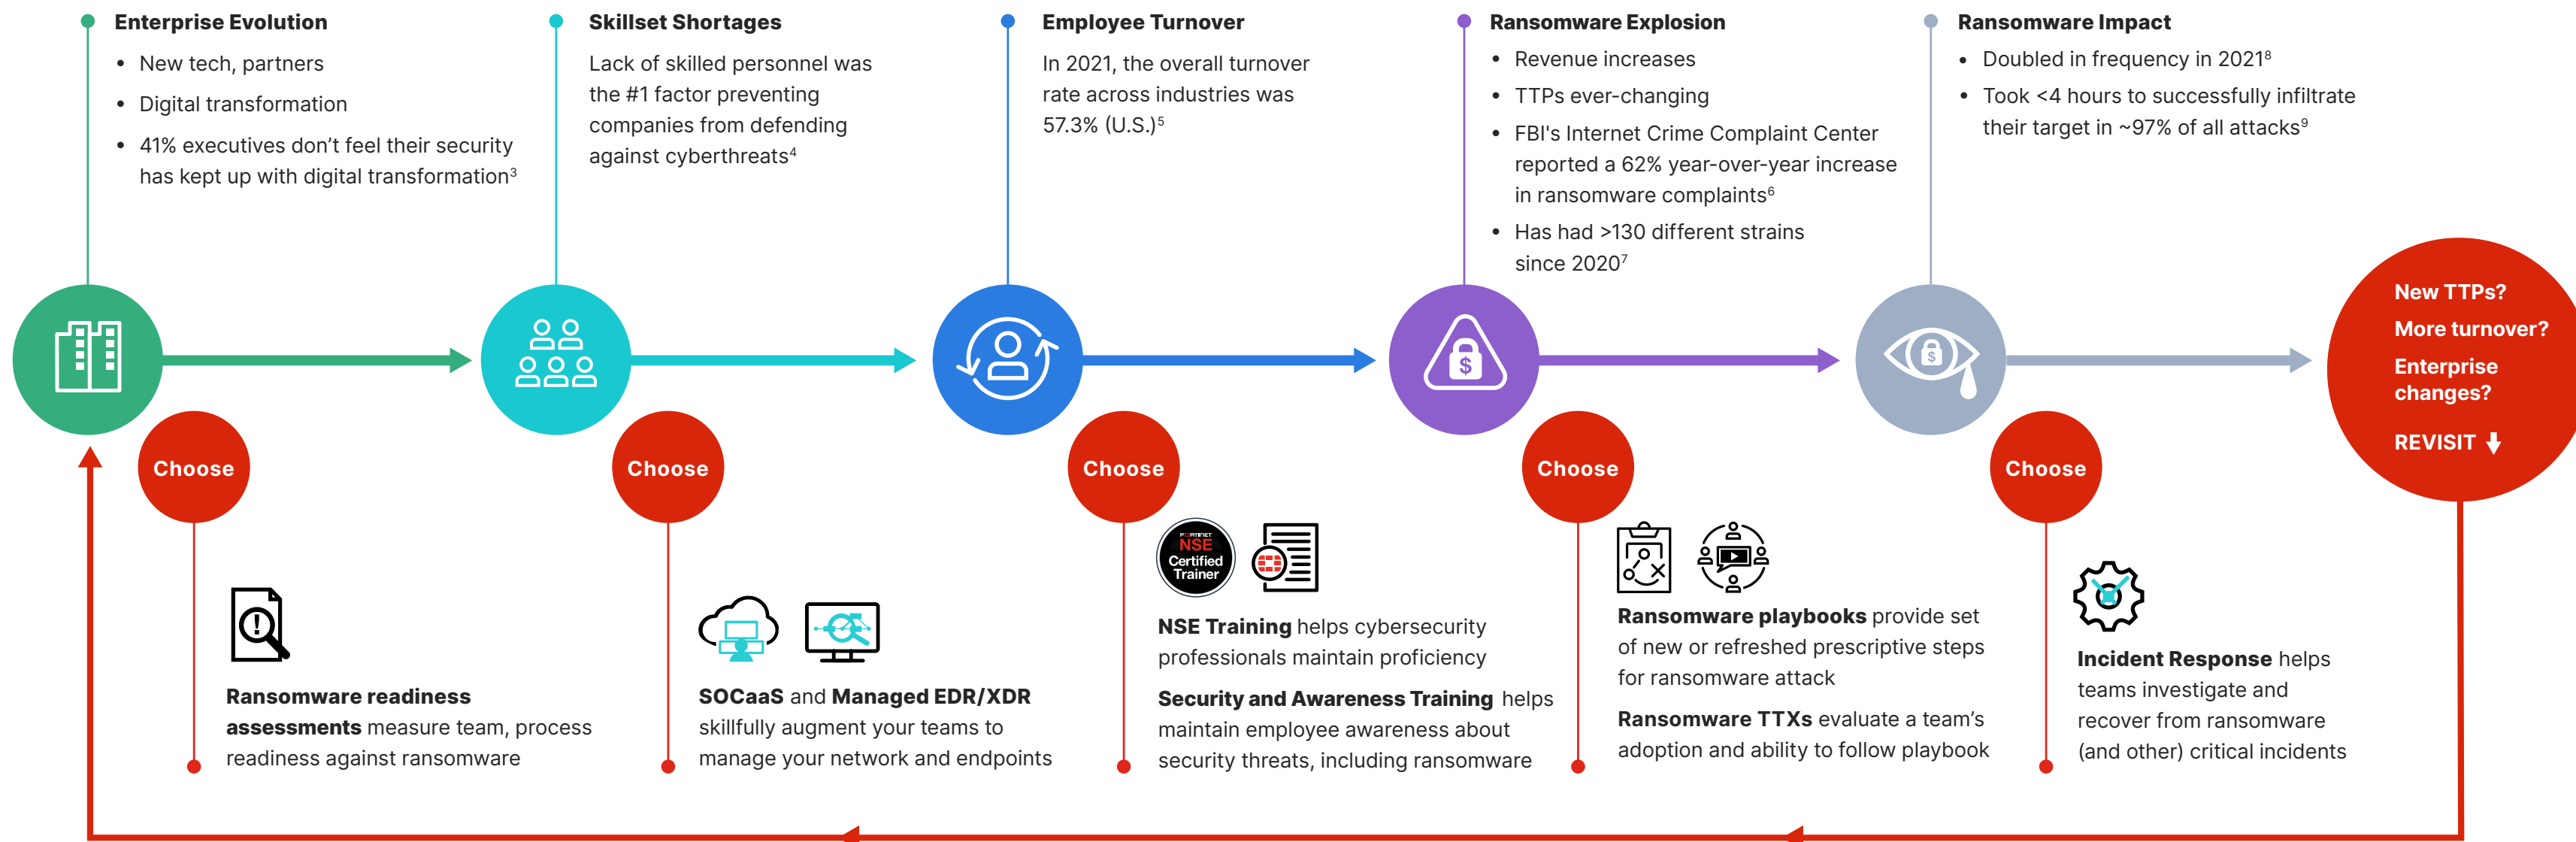 Enterprise Evolution
• New tech, partners
• Digital transformation
• 41% executives don’t feel their security
has kept up with digital transformation³
Skillset Shortages
Lack of skilled personnel was
the #1 factor preventing
companies from defending
against cyberthreats⁴
Employee Turnover
In 2021, the overall turnover
rate across industries was
57.3% (U.S.)⁵
Ransomware Explosion
• Revenue increases
• TTPs ever-changing
• FBI's Internet Crime Complaint Center
reported a 62% year-over-year increase
in ransomware complaints⁶
• Has had >130 different strains
since 2020⁷
Ransomware Impact
• Doubled in frequency in 2021⁸
• Took <4 hours to successfully infiltrate
their target in ~97% of all attacks⁹
$
$
New TTPs?
More turnover?
Enterprise
changes?
REVISIT
Choose
Ransomware readiness
assessments measure team, process
readiness against ransomware
Choose
SOCaaS and Managed EDR/XDR
skillfully augment your teams to
manage your network and endpoints
Choose
FORTINET
NSE
Certified
Trainer
NSE Training helps cybersecurity
professionals maintain proficiency
Security and Awareness Training helps
maintain employee awareness about
security threats, including ransomware
Choose
Ransomware playbooks provide set
of new or refreshed prescriptive steps
for ransomware attack
Ransomware TTXs evaluate a team’s
adoption and ability to follow playbook
Choose
Incident Response helps
teams investigate and
recover from ransomware
(and other) critical incidents